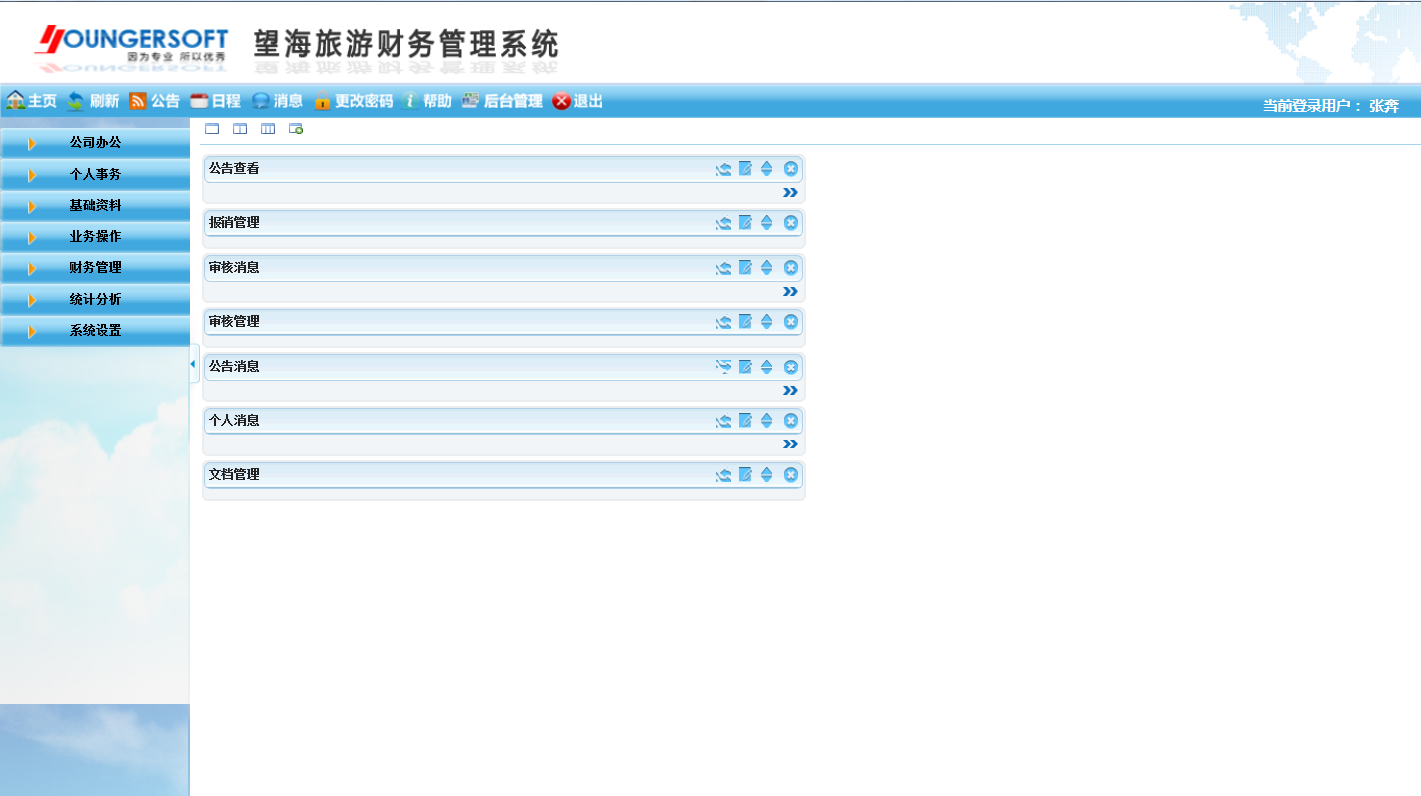 YOUNGERSOFT
因为专业 所以优秀
望海旅游财务管理系统
主页 刷新 公告 日程 消息 更改密码 帮助 后台管理 退出
当前登录用户： 张奔
公司办公
个人事务
基础资料
业务操作
财务管理
统计分析
系统设置
公告查看
报销管理
审核消息
审核管理
公告消息
个人消息
文档管理